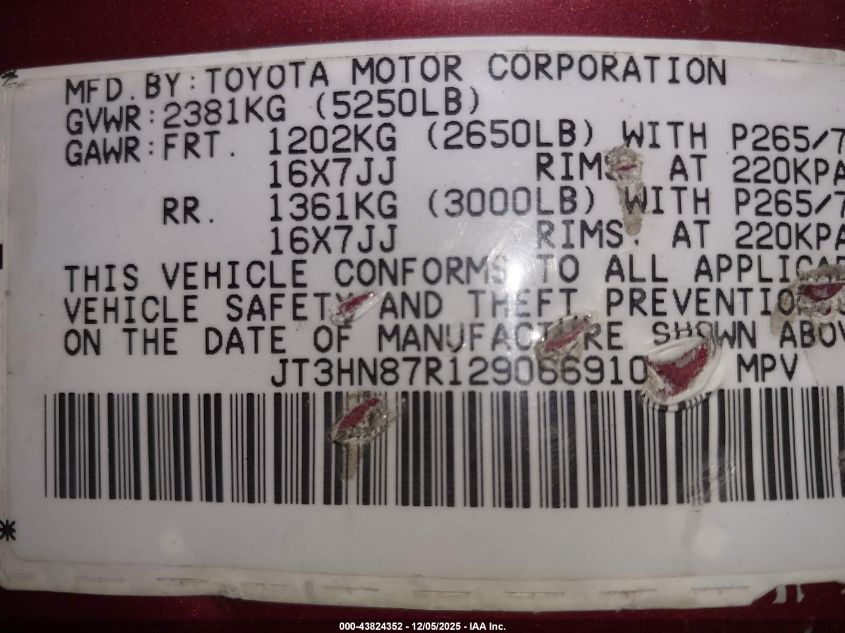 MFD. BY: TOYOTA MOTOR CORPORATION
GVWR: 2381KG (5250LB)
GAWR: FRT. 1202KG (2650LB) WITH P265/7
16X7JJ RIMS, AT 220KPA
RR. 1361KG (3000LB) WITH P265/7
16X7JJ RIMS, AT 220KPA
THIS VEHICLE CONFORMS TO ALL APPLICAB
VEHICLE SAFETY AND THEFT PREVENTION
ON THE DATE OF MANUFACTURE SHOWN ABOV
JT3HN87R129066910 MPV
000-43824352 - 12/05/2025 - IAA Inc.